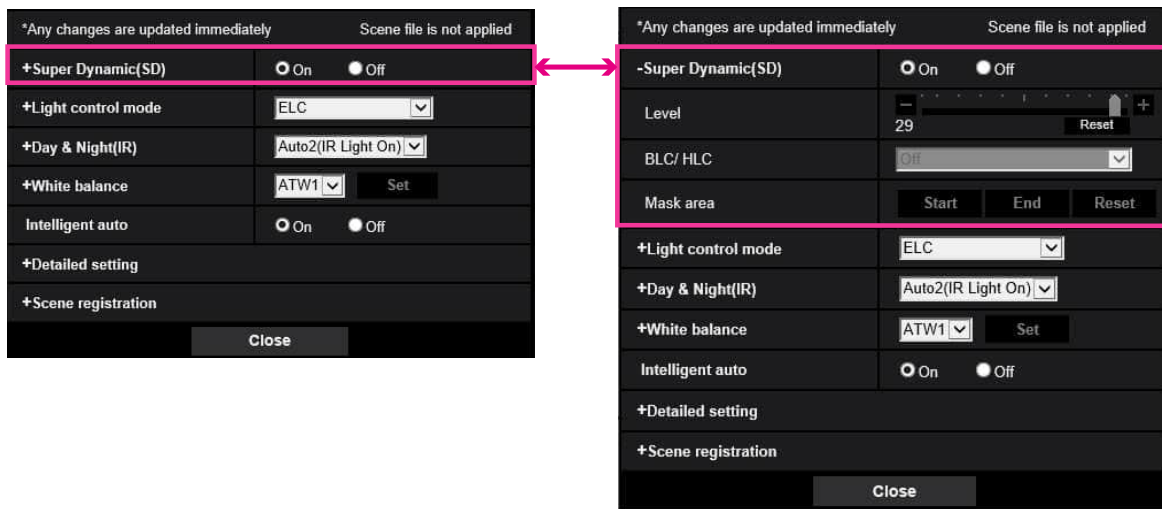 *Any changes are updated immediately Scene file is not applied
+Super Dynamic(SD) On Off
+Light control mode ELC
+Day & Night(IR) Auto2(IR Light On)
+White balance ATW1 Set
Intelligent auto On Off
+Detailed setting
+Scene registration
Close
*Any changes are updated immediately Scene file is not applied
-Super Dynamic(SD) On Off
Level - +
29 Reset
BLC/ HLC Off
Mask area Start End Reset
+Light control mode ELC
+Day & Night(IR) Auto2(IR Light On)
+White balance ATW1 Set
Intelligent auto On Off
+Detailed setting
+Scene registration
Close